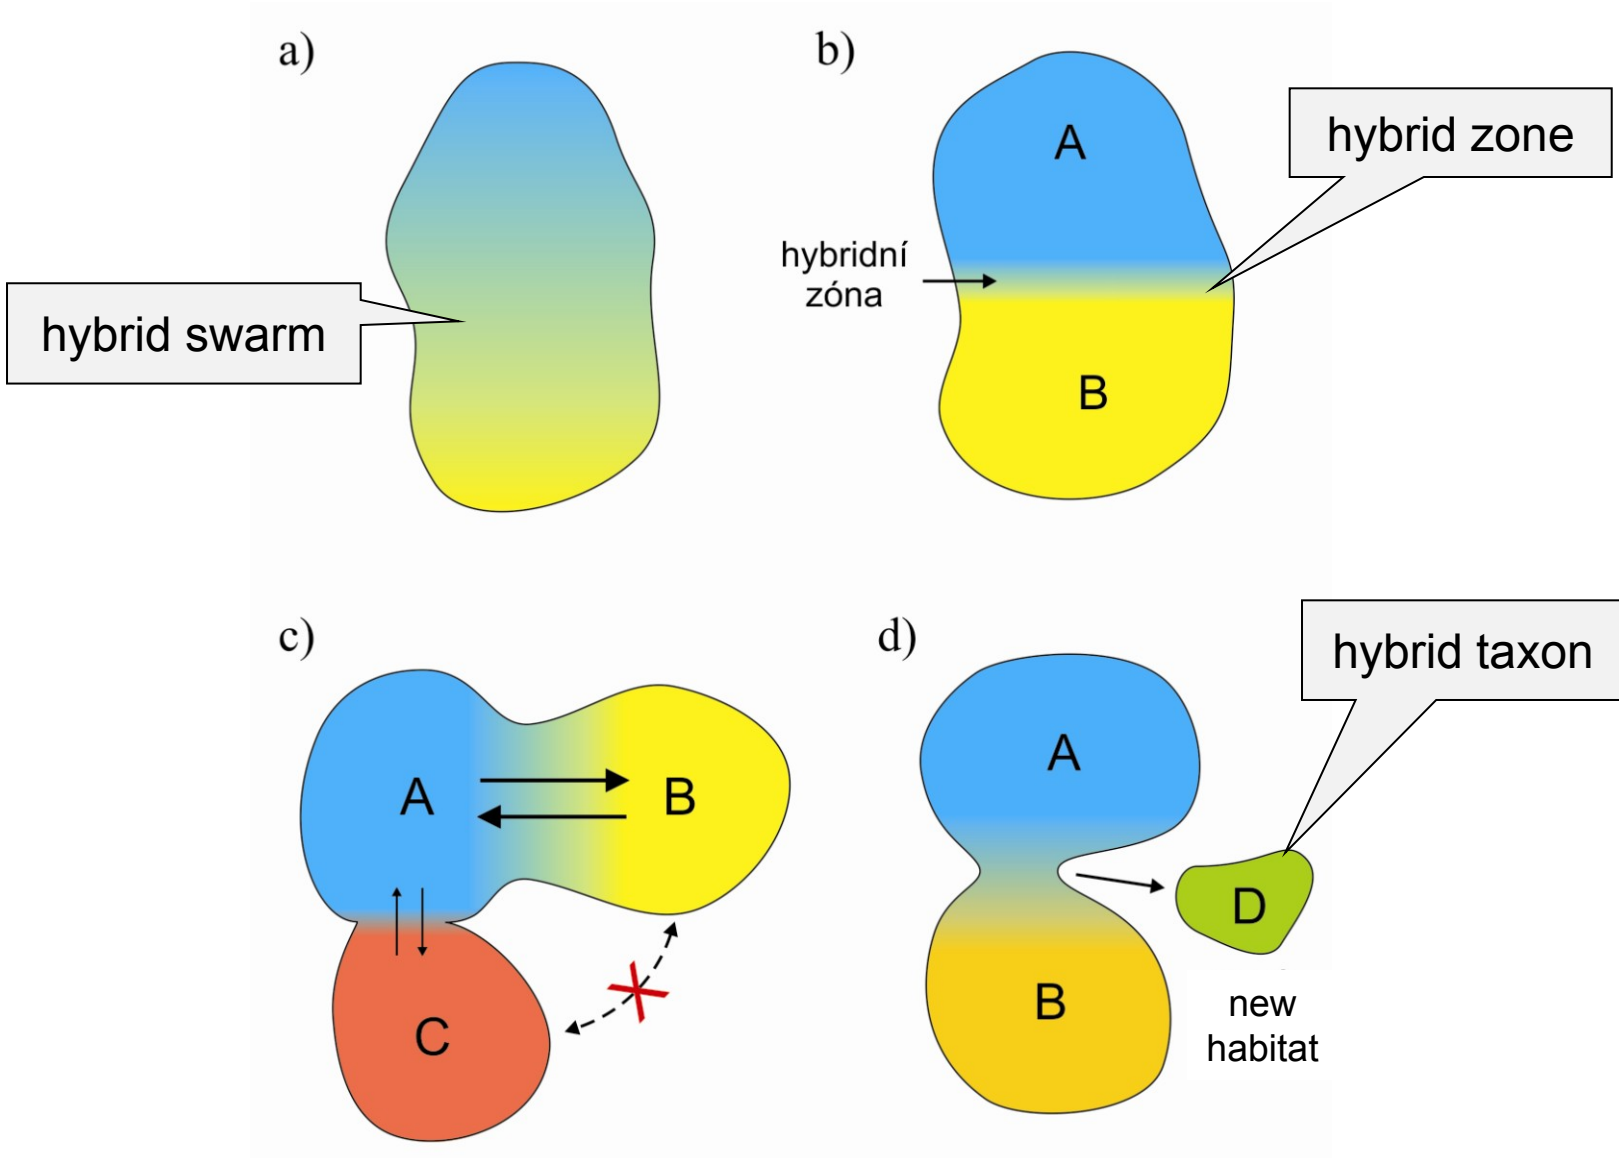 a)
b)
A
hybrid zone
hybridní
zóna
hybrid swarm
B
c)
d)
hybrid taxon
A
B
A
D
C
B
new
habitat